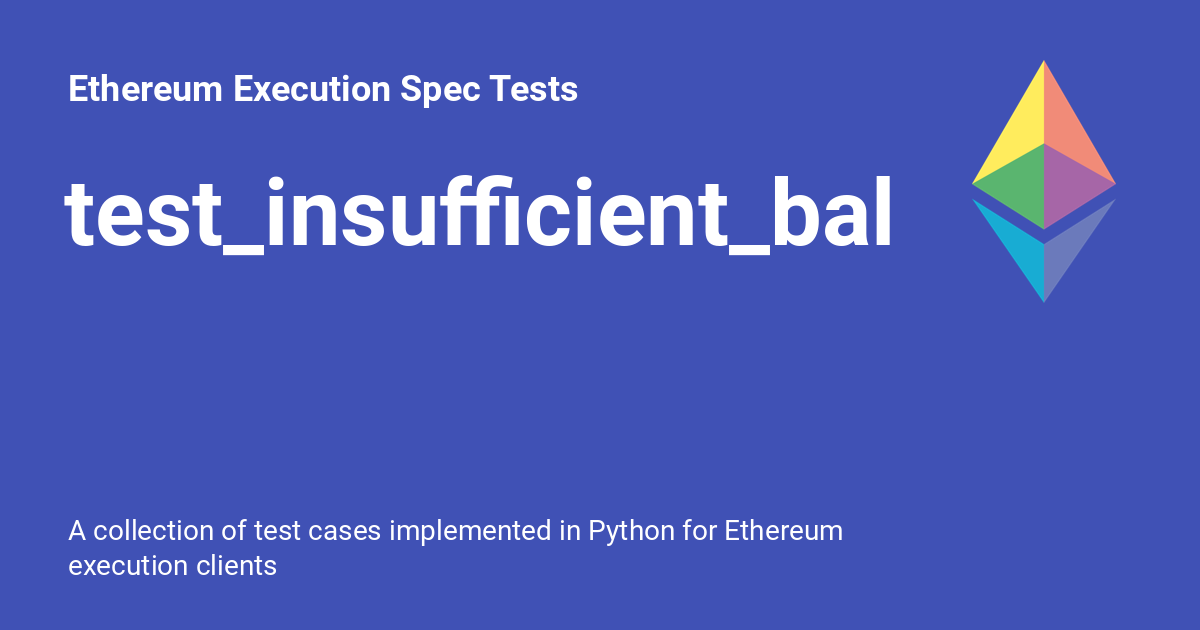 Ethereum Execution Spec Tests
test_insufficient_bal
A collection of test cases implemented in Python for Ethereum
execution clients